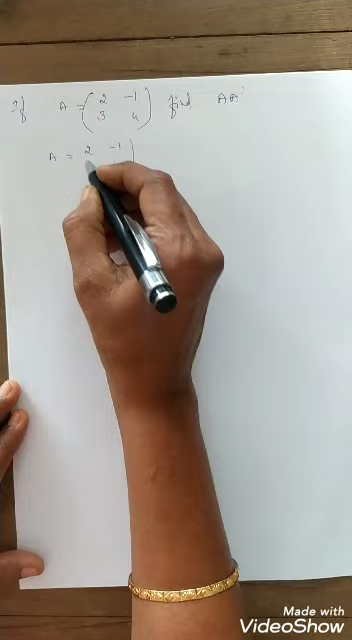 If A = ( 2 -1 ) find AA'
3 4
A = 2 -1 )
Made with
VideoShow